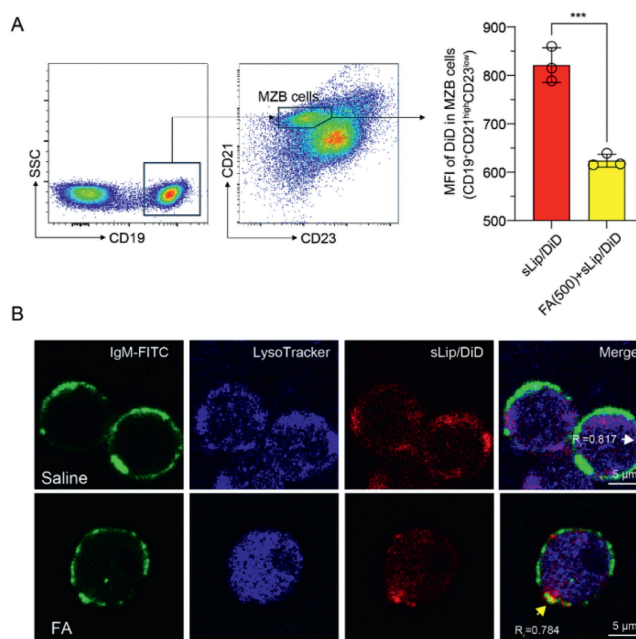 A
SSC
CD19
MZB cells
CD21
CD23
MFI of DiD in MZB cells
(CD19⁺CD21ʰⁱᵍʰCD23ˡᵒʷ)
900
800
700
600
500
***
sLip/DiD
FA(500)+sLip/DiD
B
IgM-FITC
LysoTracker
sLip/DiD
Merge
Saline
Rᵣ=0.817
5 μm
FA
Rᵣ=0.784
5 μm